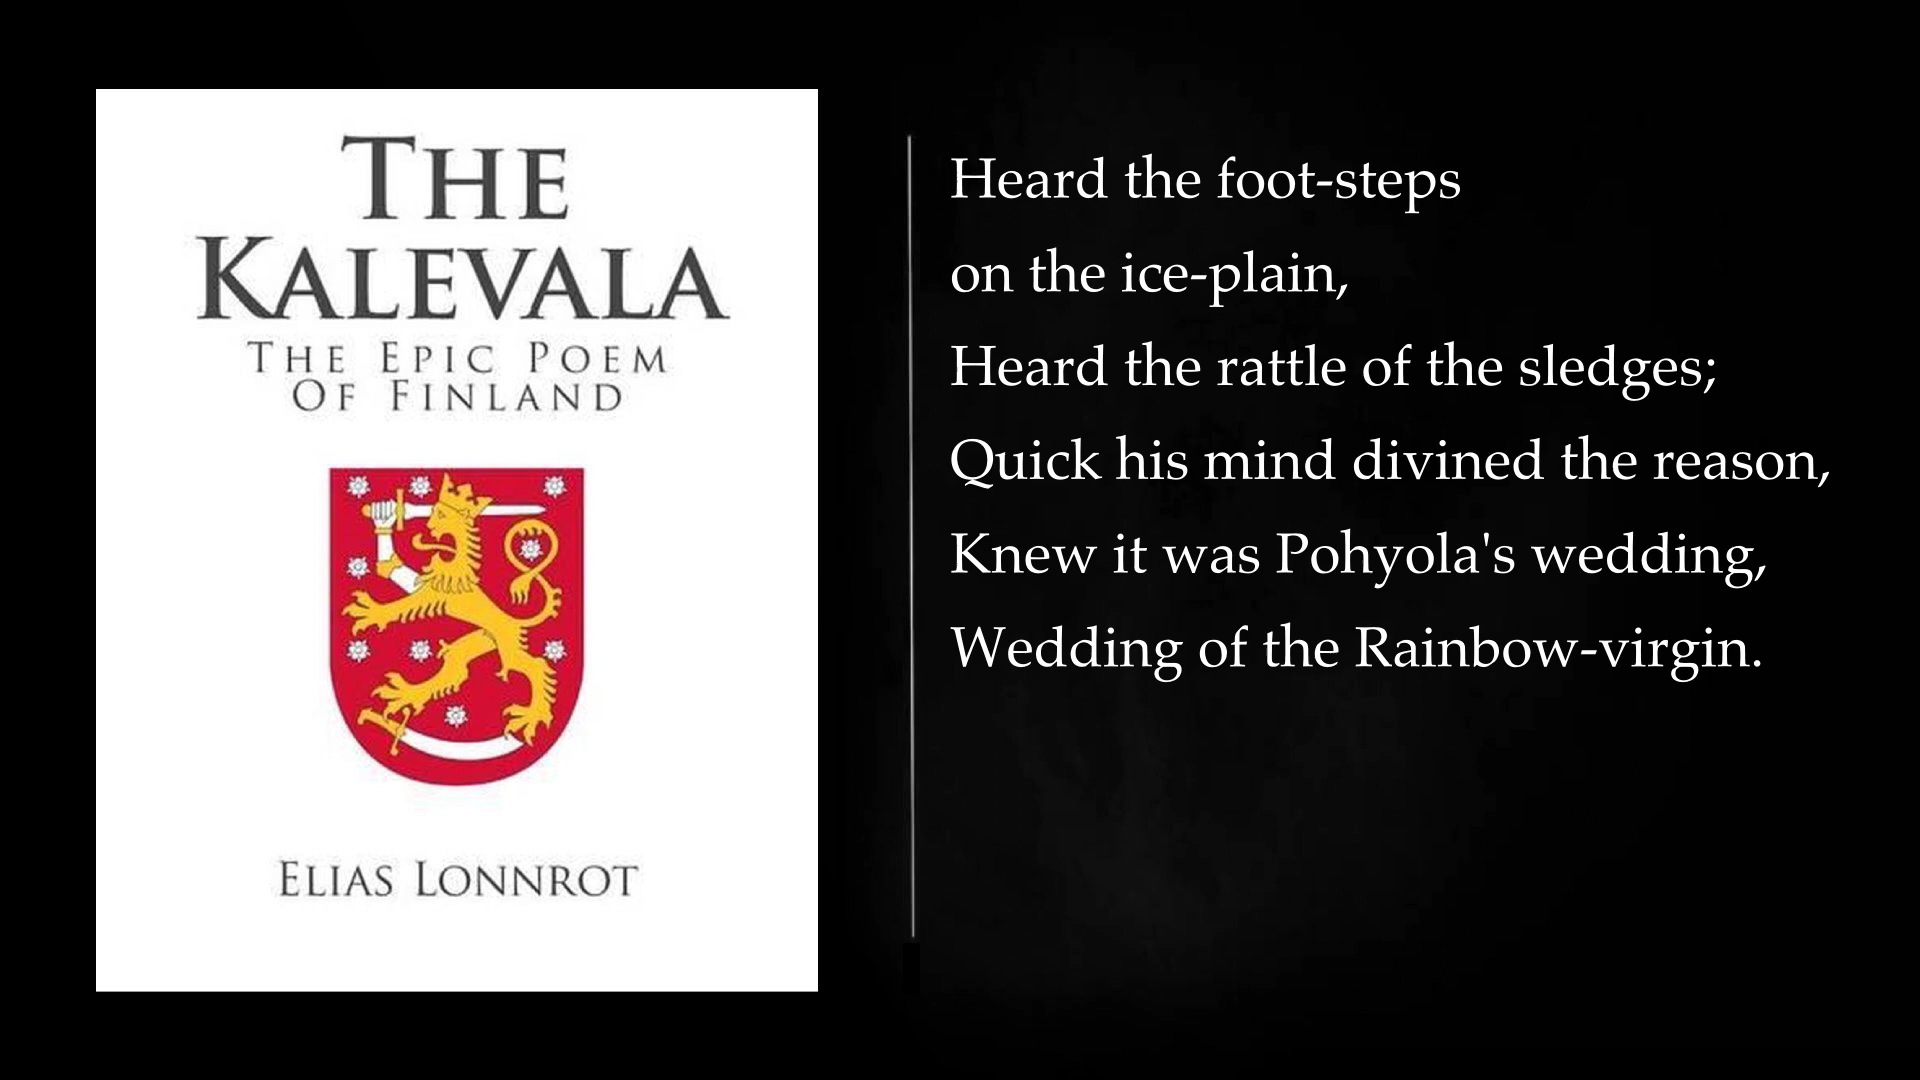 THE
KALEVALA
THE EPIC POEM
OF FINLAND
ELIAS LONNROT
Heard the foot-steps
on the ice-plain,
Heard the rattle of the sledges;
Quick his mind divined the reason,
Knew it was Pohyola's wedding,
Wedding of the Rainbow-virgin.